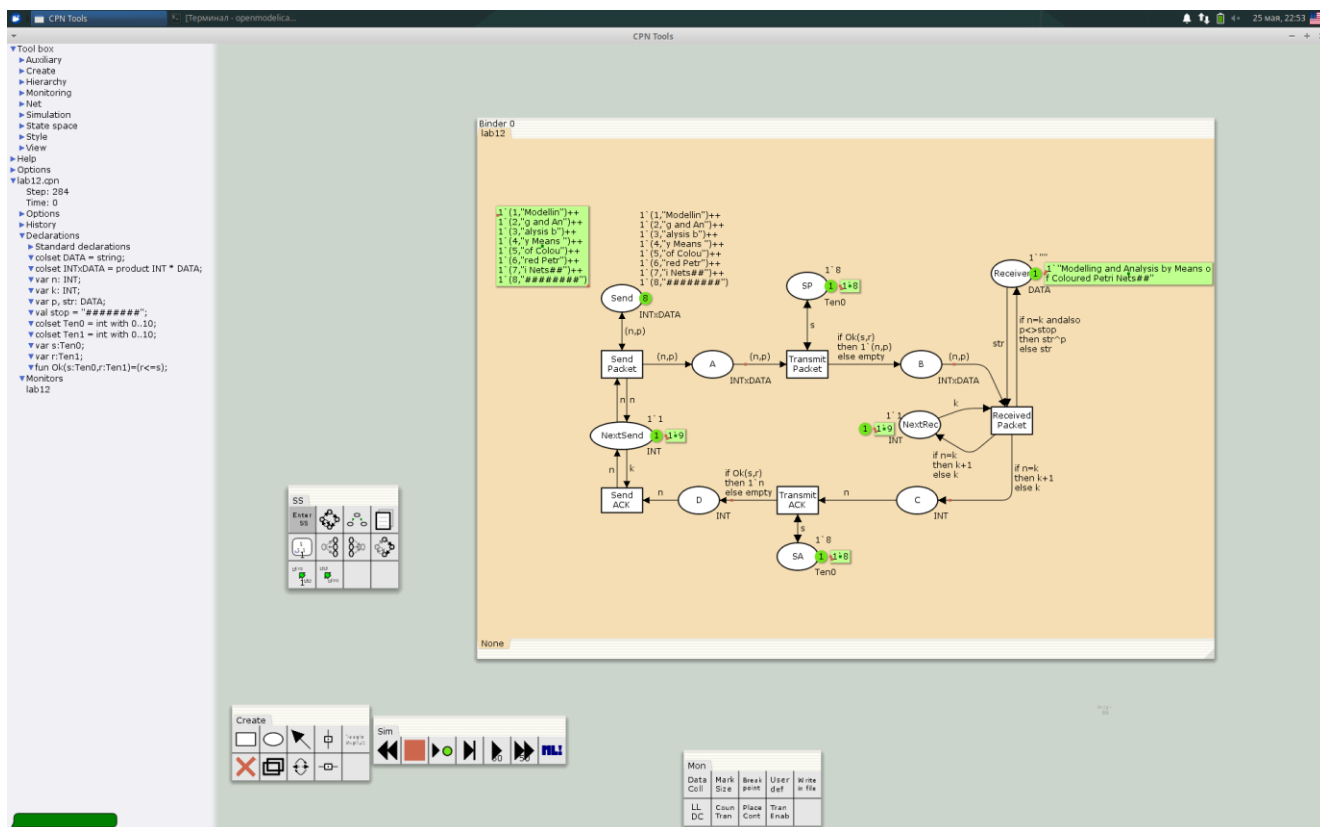 CPN Tools
[Терминал - openmodelica...
25 мая, 22:53
CPN Tools
Tool box
Auxiliary
Create
Hierarchy
Monitoring
Net
Simulation
State space
Style
View
Help
Options
lab12.cpn
Step: 284
Time: 0
Options
History
Declarations
Standard declarations
colset DATA = string;
colset INTxDATA = product INT * DATA;
var n: INT;
var k: INT;
var p, str: DATA;
val stop = "########";
colset Ten0 = int with 0..10;
colset Ten1 = int with 0..10;
var s:Ten0;
var r:Ten1;
fun Ok(s:Ten0,r:Ten1)=(r<=s);
Monitors
lab12
Binder 0
lab12
1`(1,"Modellin")++
1`(2,"g and An")++
1`(3,"alysis b")++
1`(4,"y Means ")++
1`(5,"of Colou")++
1`(6,"red Petr")++
1`(7,"i Nets##")++
1`(8,"########")
1`(1,"Modellin")++
1`(2,"g and An")++
1`(3,"alysis b")++
1`(4,"y Means ")++
1`(5,"of Colou")++
1`(6,"red Petr")++
1`(7,"i Nets##")++
1`(8,"########")
Send
8
INTxDATA
(n,p)
Send
Packet
(n,p)
A
INTxDATA
(n,p)
1`8
SP
1
1`8
Ten0
s
Transmit
Packet
if Ok(s,r)
then 1`(n,p)
else empty
B
INTxDATA
(n,p)
1`""
Receiver
1
1`"Modelling and Analysis by Means o
f Coloured Petri Nets##"
DATA
str
if n=k andalso
p<>stop
then str^p
else str
n
n
1`1
NextSend
1
1`9
INT
k
1`1
NextRec
1
1`9
INT
Received
Packet
if n=k
then k+1
else k
if n=k
then k+1
else k
n
k
Send
ACK
n
D
INT
if Ok(s,r)
then 1`n
else empty
Transmit
ACK
n
C
INT
s
1`8
SA
1
1`8
Ten0
None
SS
Enter
SS
Create
Sim
50
ML!
Mon
Data
Coll
Mark
Size
Break
point
User
def
Write
in file
LL
DC
Coun
Tran
Place
Cont
Tran
Enab